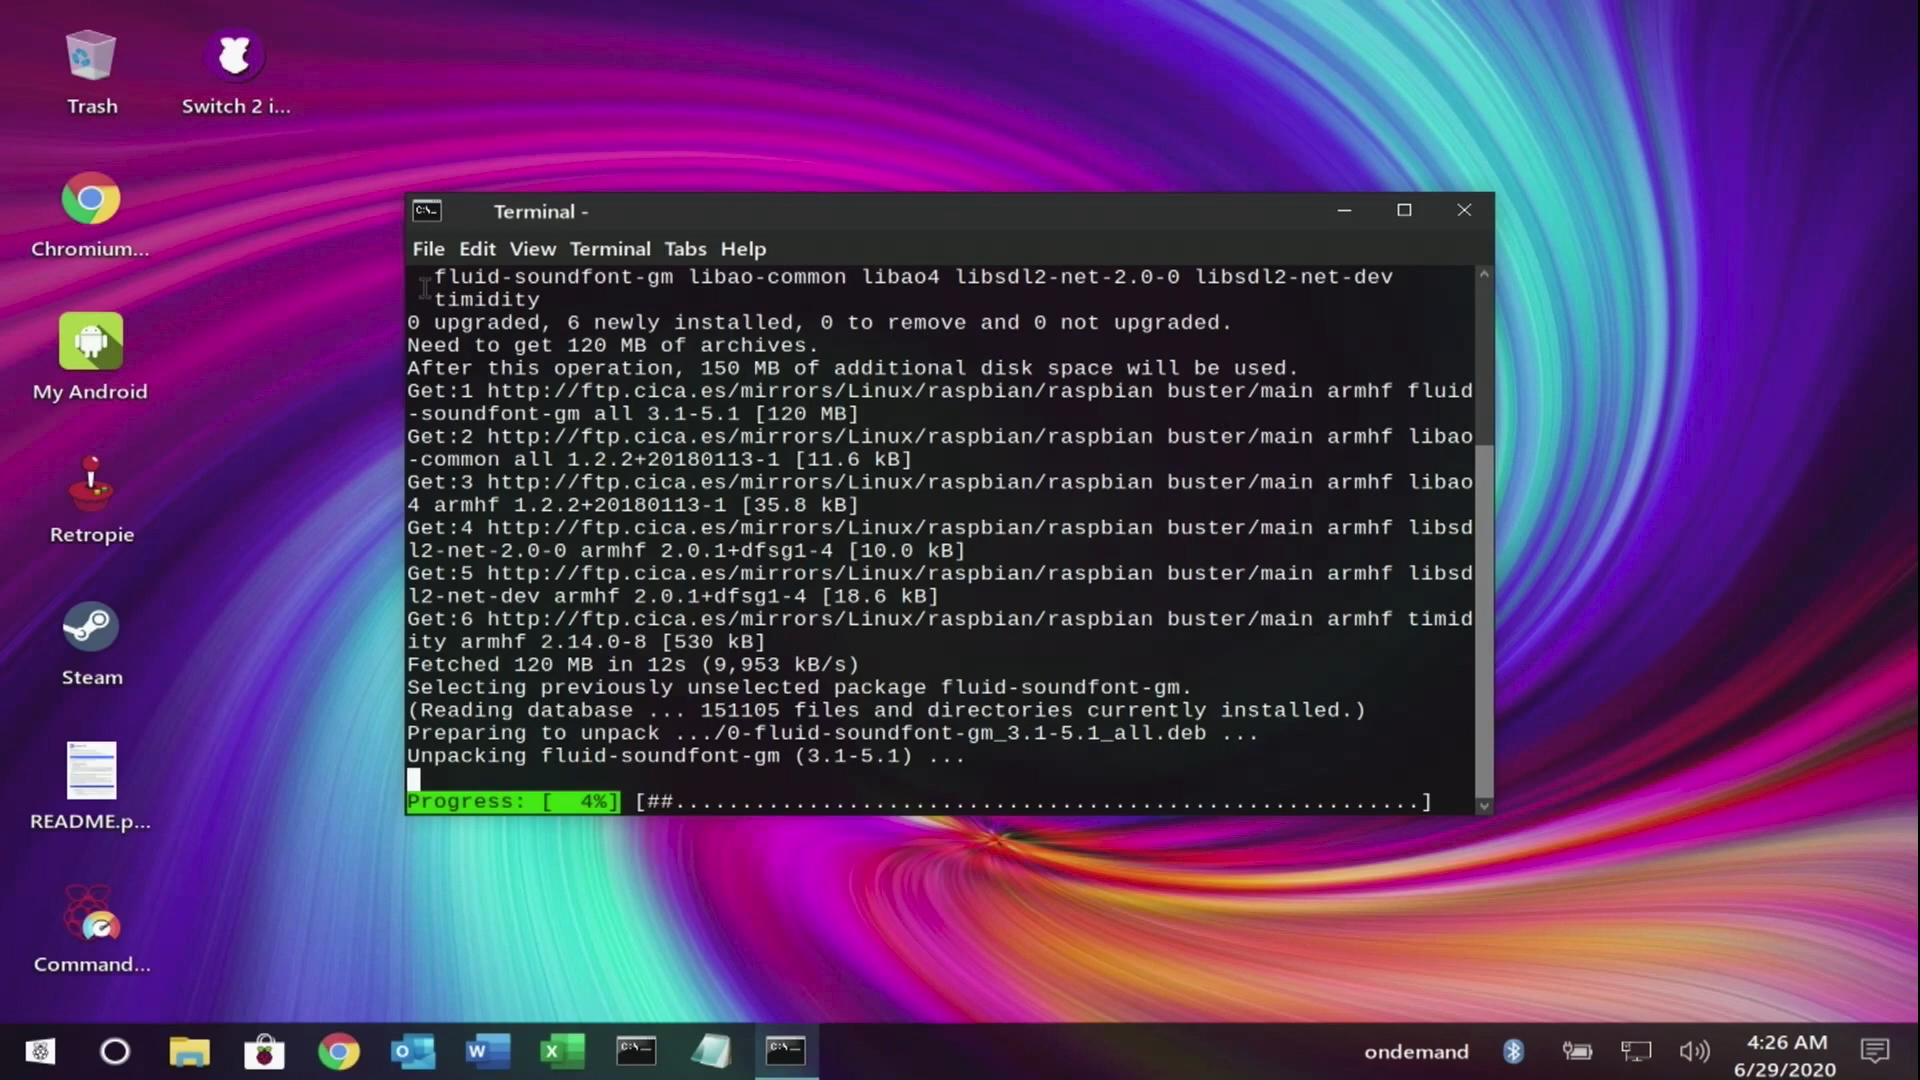 Trash
Switch 2 i...
Chromium...
My Android
Retropie
Steam
README.p...
Command...
Terminal -
File Edit View Terminal Tabs Help
fluid-soundfont-gm libao-common libao4 libsdl2-net-2.0-0 libsdl2-net-dev
timidity
0 upgraded, 6 newly installed, 0 to remove and 0 not upgraded.
Need to get 120 MB of archives.
After this operation, 150 MB of additional disk space will be used.
Get:1 http://ftp.cica.es/mirrors/Linux/raspbian/raspbian buster/main armhf fluid
-soundfont-gm all 3.1-5.1 [120 MB]
Get:2 http://ftp.cica.es/mirrors/Linux/raspbian/raspbian buster/main armhf libao
-common all 1.2.2+20180113-1 [11.6 kB]
Get:3 http://ftp.cica.es/mirrors/Linux/raspbian/raspbian buster/main armhf libao
4 armhf 1.2.2+20180113-1 [35.8 kB]
Get:4 http://ftp.cica.es/mirrors/Linux/raspbian/raspbian buster/main armhf libsd
l2-net-2.0-0 armhf 2.0.1+dfsg1-4 [10.0 kB]
Get:5 http://ftp.cica.es/mirrors/Linux/raspbian/raspbian buster/main armhf libsd
l2-net-dev armhf 2.0.1+dfsg1-4 [18.6 kB]
Get:6 http://ftp.cica.es/mirrors/Linux/raspbian/raspbian buster/main armhf timid
ity armhf 2.14.0-8 [530 kB]
Fetched 120 MB in 12s (9,953 kB/s)
Selecting previously unselected package fluid-soundfont-gm.
(Reading database ... 151105 files and directories currently installed.)
Preparing to unpack .../0-fluid-soundfont-gm_3.1-5.1_all.deb ...
Unpacking fluid-soundfont-gm (3.1-5.1) ...
Progress: [  4%] [##........................................................]
ondemand
4:26 AM
6/29/2020